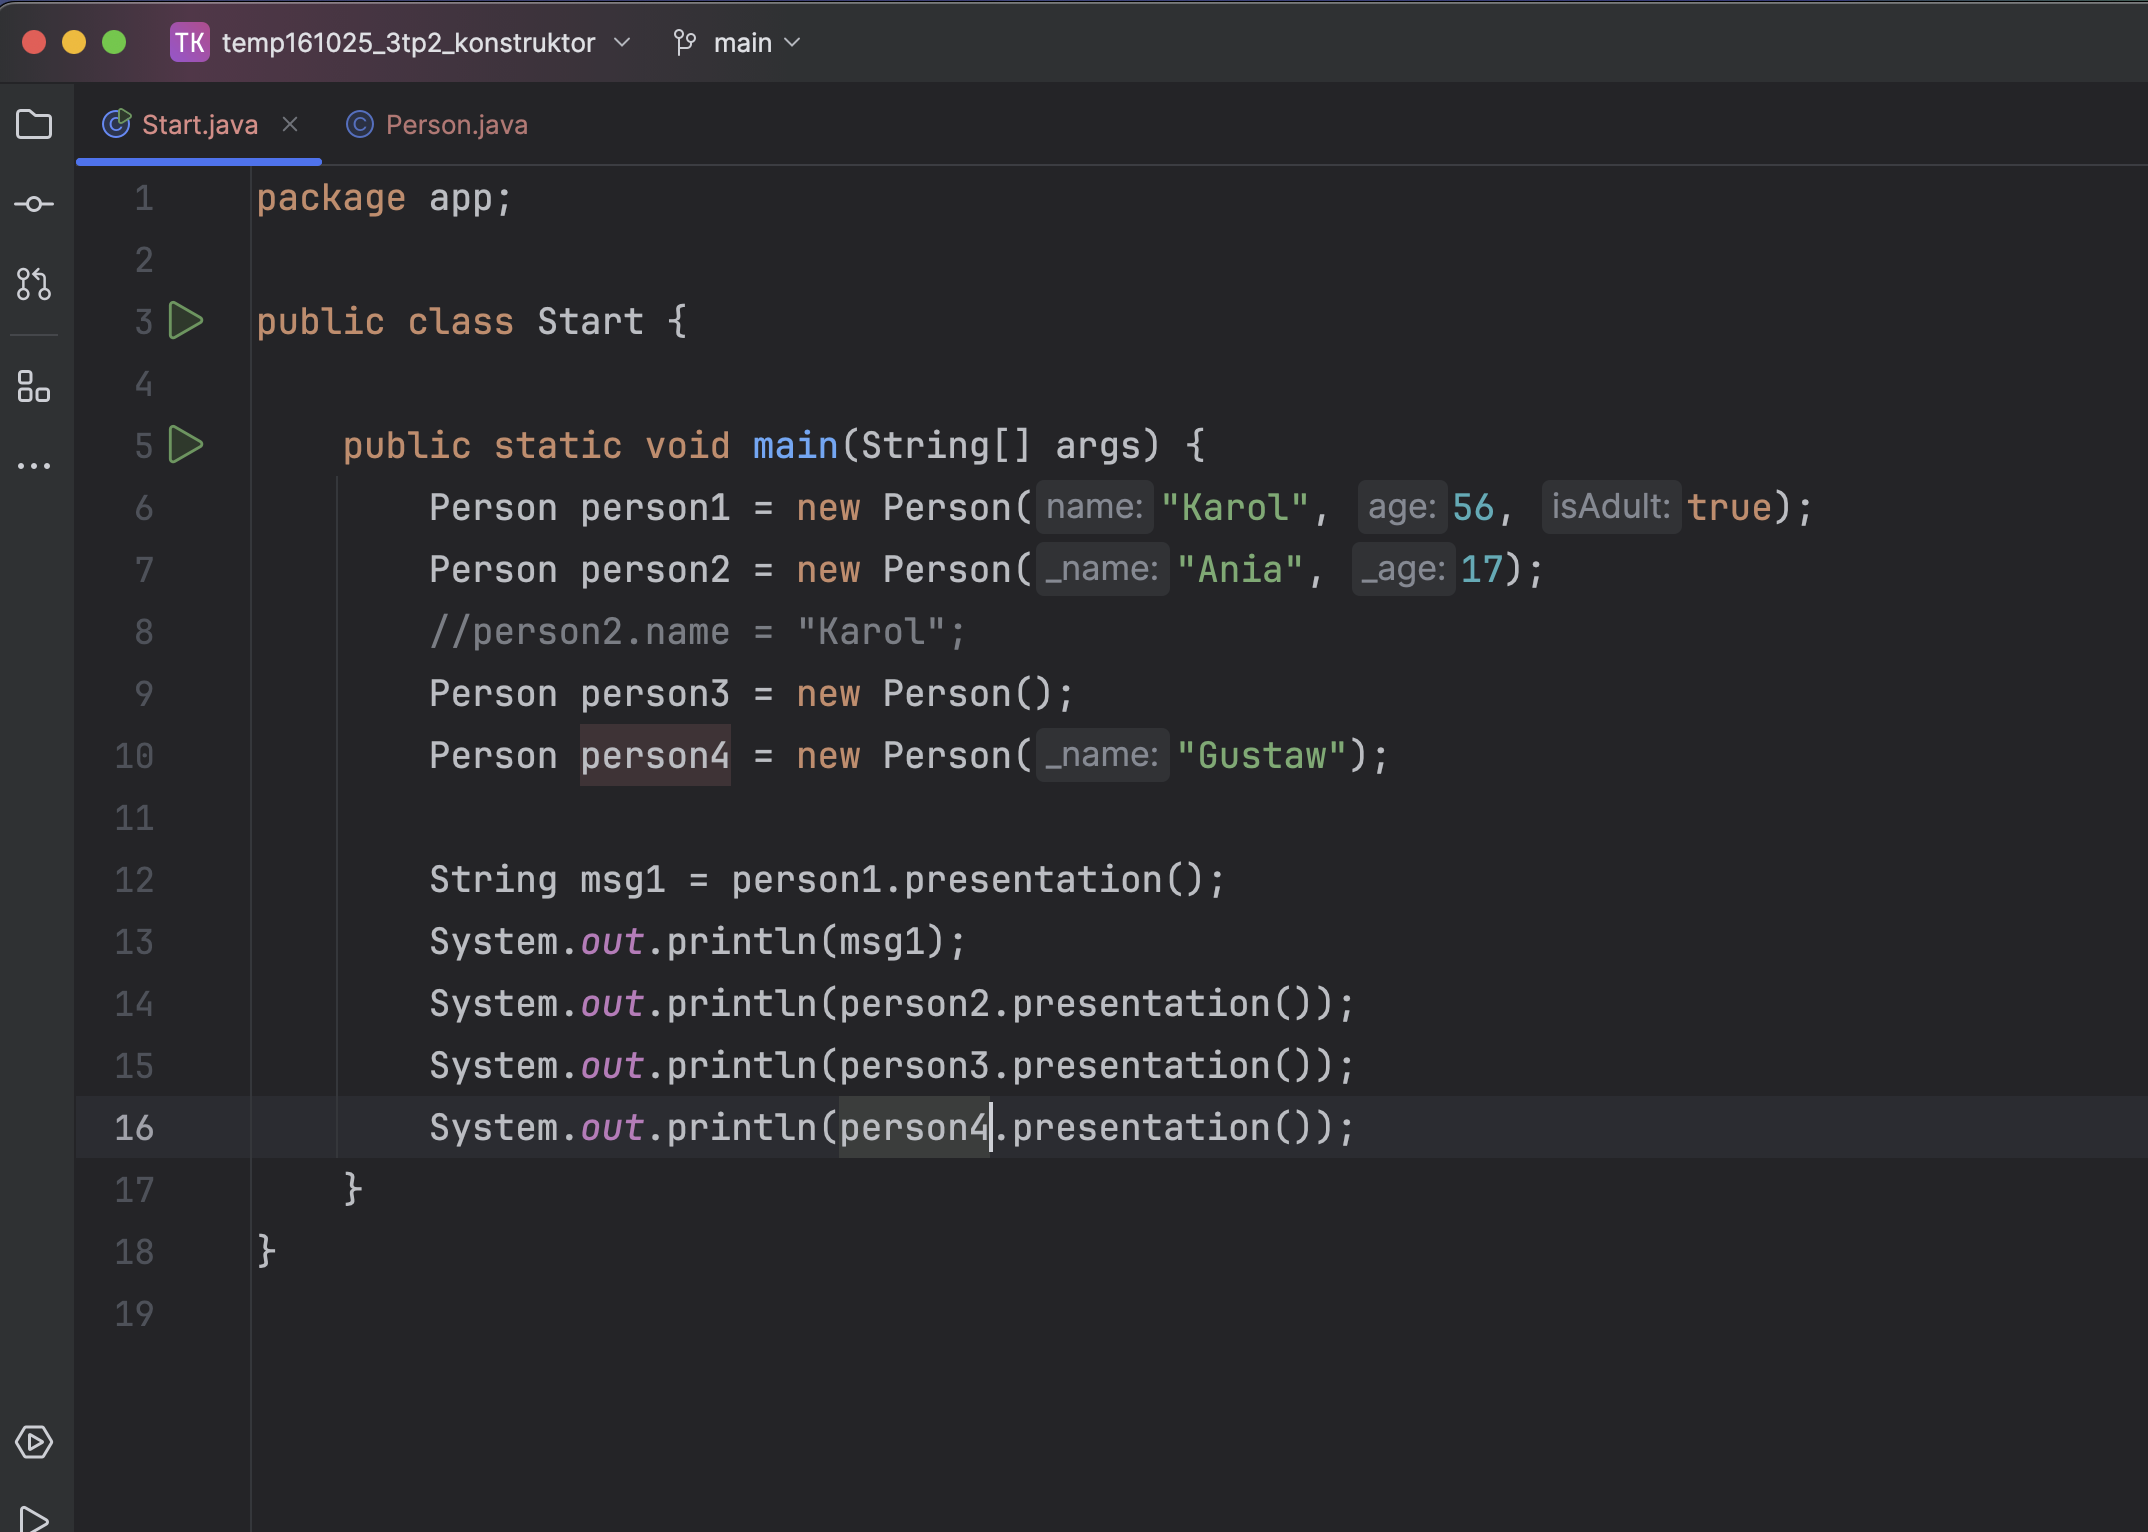 TK temp161025_3tp2_konstruktor main
Start.java Person.java
1 package app;
2
3 public class Start {
4
5 public static void main(String[] args) {
6 Person person1 = new Person( name: "Karol", age: 56, isAdult: true);
7 Person person2 = new Person( _name: "Ania", _age: 17);
8 //person2.name = "Karol";
9 Person person3 = new Person();
10 Person person4 = new Person( _name: "Gustaw");
11
12 String msg1 = person1.presentation();
13 System.out.println(msg1);
14 System.out.println(person2.presentation());
15 System.out.println(person3.presentation());
16 System.out.println(person4.presentation());
17 }
18 }
19